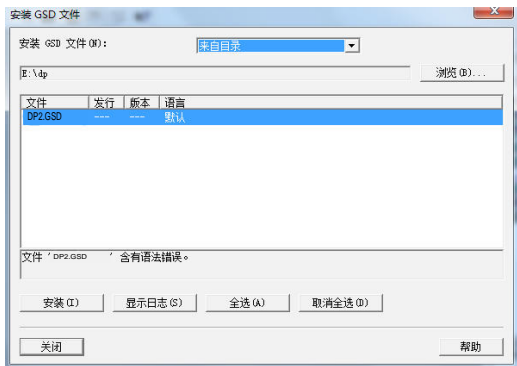 安装 GSD 文件
安装 GSD 文件(N): 来自目录
E:\dp 浏览(B)...
文件 发行 版本 语言
DP2.GSD --- --- 默认
文件 ′ DP2.GSD ′ 含有语法错误。
安装(I) 显示日志(S) 全选(A) 取消全选(D)
关闭 帮助